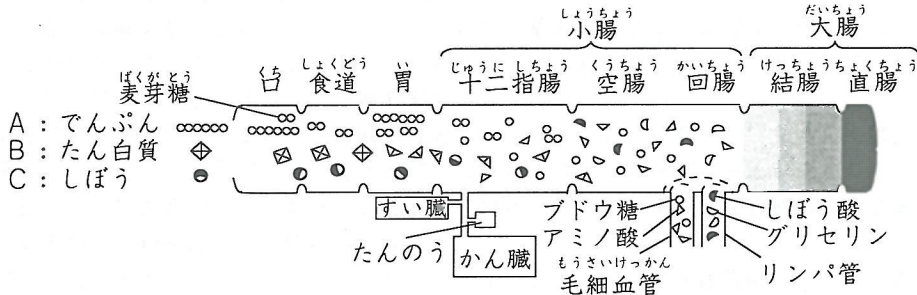 しょうちょう だいちょう
小腸 大腸
くち しょくどう い じゅうにしちょう くうちょう かいちょう けっちょう ちょくちょう
口 食道 胃 十二指腸 空腸 回腸 結腸 直腸
ばくがとう
麦芽糖
A:でんぷん
B:たん白質
C:しぼう
すい臓
たんのう
かん臓
ブドウ糖
アミノ酸
もうさいけっかん
毛細血管
しぼう酸
グリセリン
リンパ管